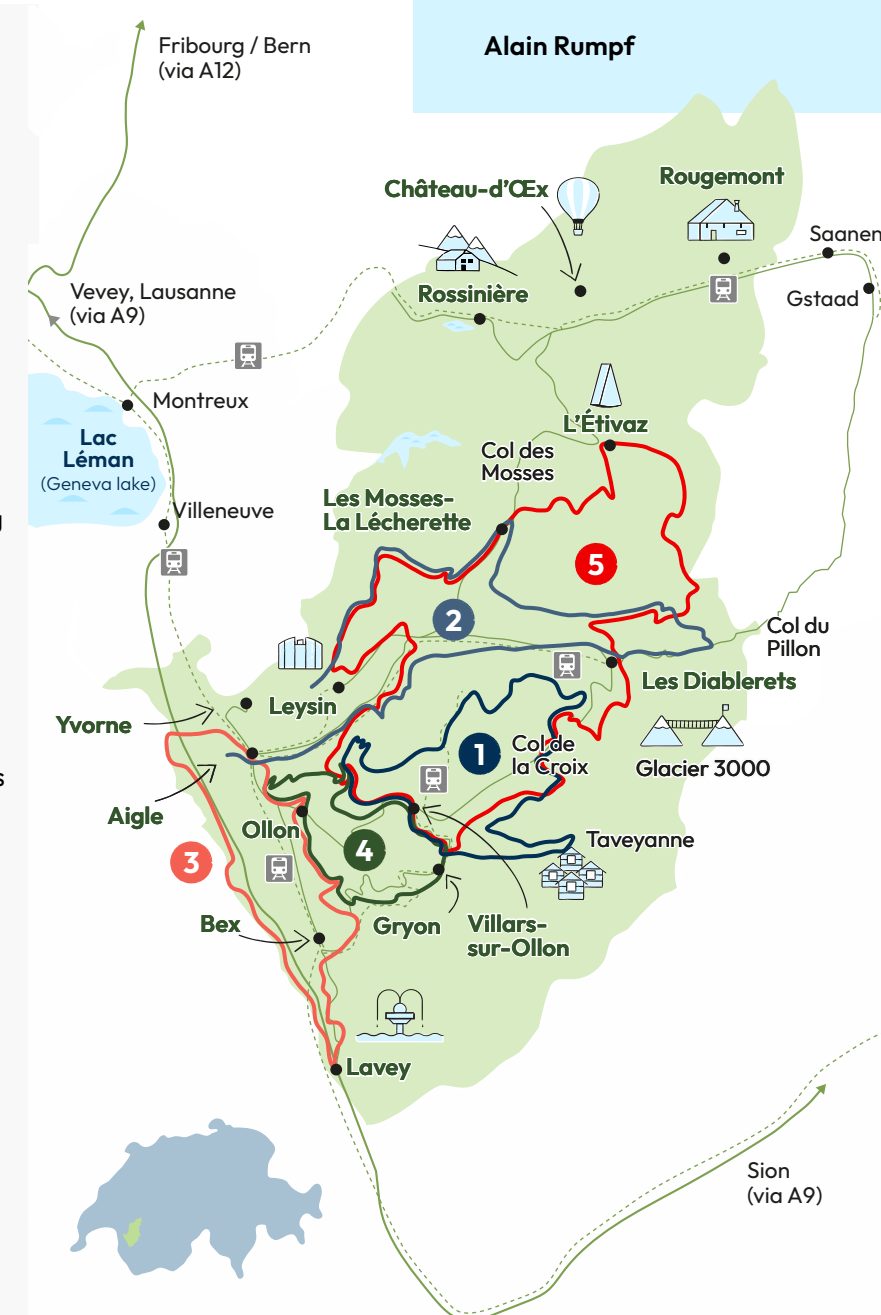 Alain Rumpf
Fribourg / Bern
(via A12)
Château-d'Œx
Rougemont
Saanen
Vevey, Lausanne
(via A9)
Rossinière
Gstaad
Montreux
L'Étivaz
Lac
Léman
(Geneva lake)
Col des
Mosses
Les Mosses-
La Lécherette
Villeneuve
5
2
Col du
Pillon
Les Diablerets
Leysin
Yvorne
1
Col de
la Croix
Glacier 3000
Aigle
Ollon
4
3
Taveyanne
Bex
Gryon
Villars-
sur-Ollon
Lavey
Sion
(via A9)